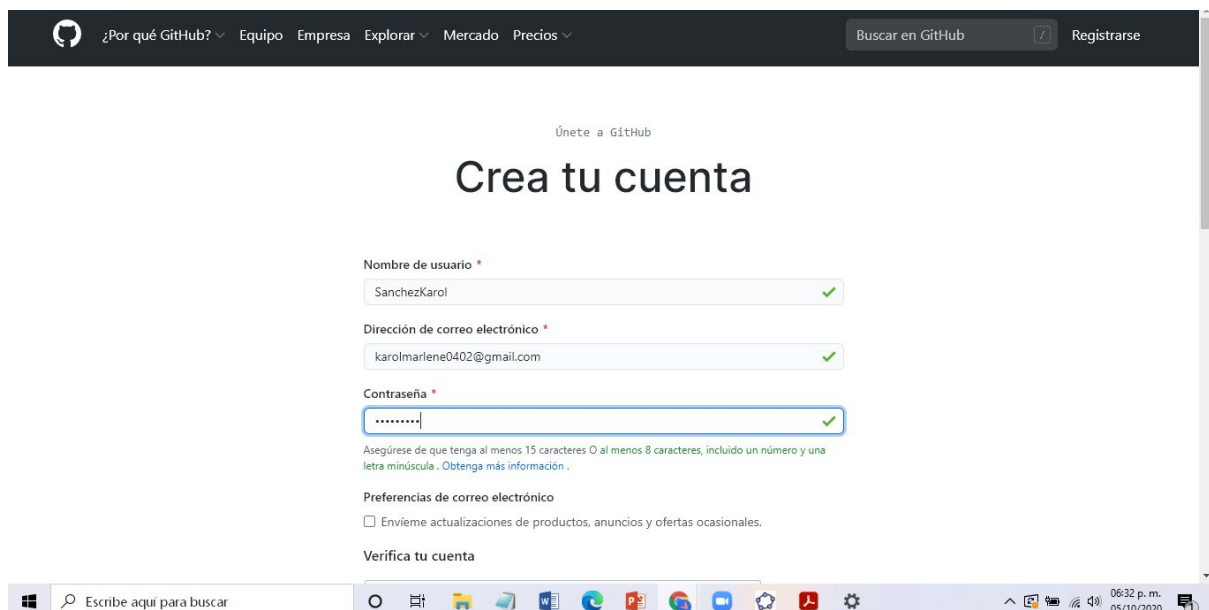 ¿Por qué GitHub? Equipo Empresa Explorar Mercado Precios Buscar en GitHub / Registrarse
Únete a GitHub
Crea tu cuenta
Nombre de usuario *
SanchezKarol
Dirección de correo electrónico *
karolmarlene0402@gmail.com
Contraseña *
•••••••••
Asegúrese de que tenga al menos 15 caracteres O al menos 8 caracteres, incluido un número y una
letra minúscula . Obtenga más información .
Preferencias de correo electrónico
Envíeme actualizaciones de productos, anuncios y ofertas ocasionales.
Verifica tu cuenta
Escribe aquí para buscar
06:32 p. m.
05/10/2020